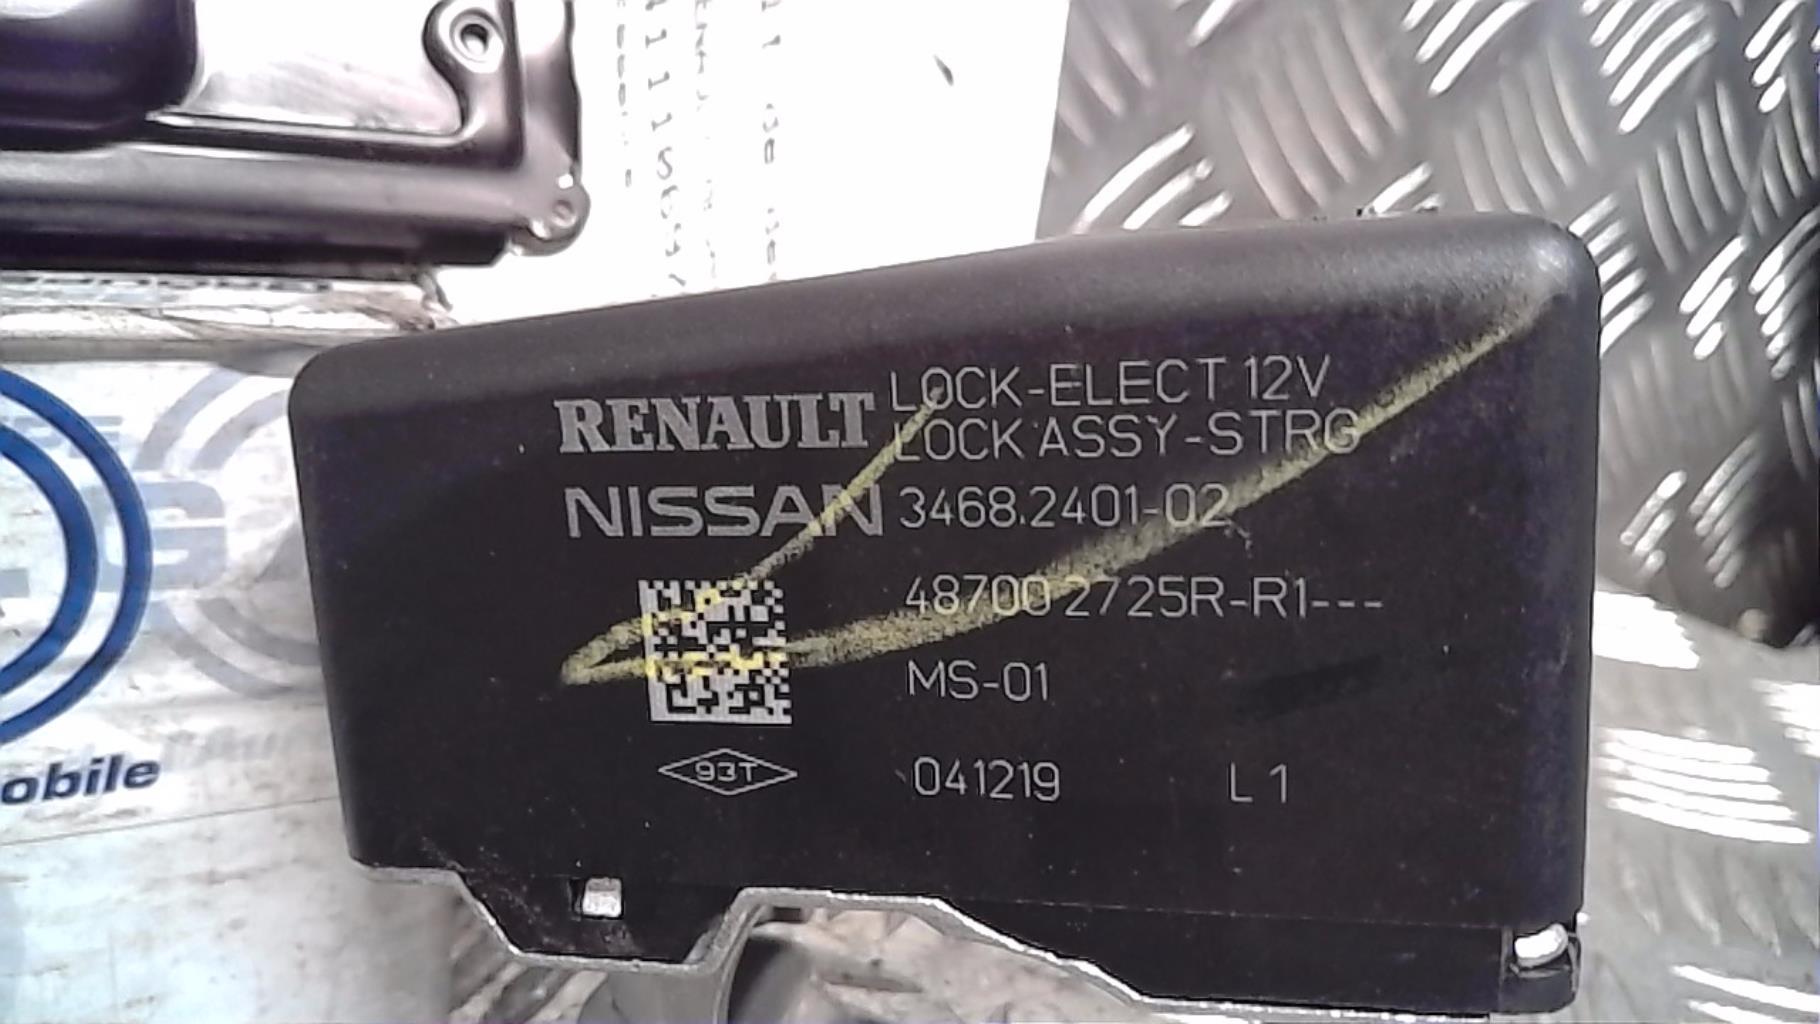 RENAULT LOCK-ELECT 12V
LOCK ASSY-STRG
NISSAN 3468.2401-02
48700 2725R-R1---
MS-01
93T 041219 L1
obile
G